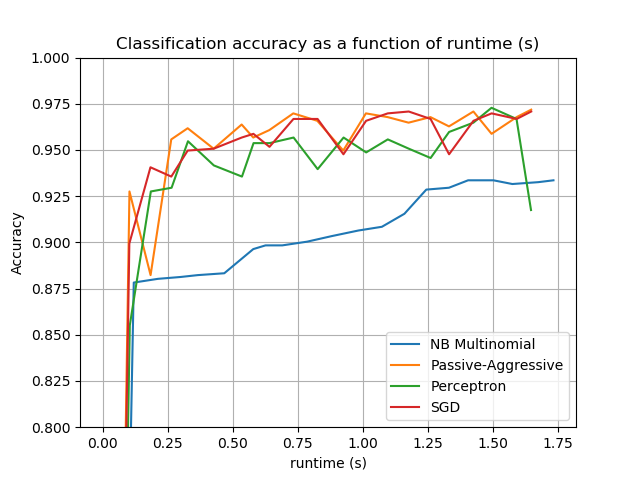 Classification accuracy as a function of runtime (s)
1.000
0.975
0.950
0.925
0.900
0.875
0.850
0.825
0.800
Accuracy
NB Multinomial
Passive-Aggressive
Perceptron
SGD
0.00 0.25 0.50 0.75 1.00 1.25 1.50 1.75
runtime (s)